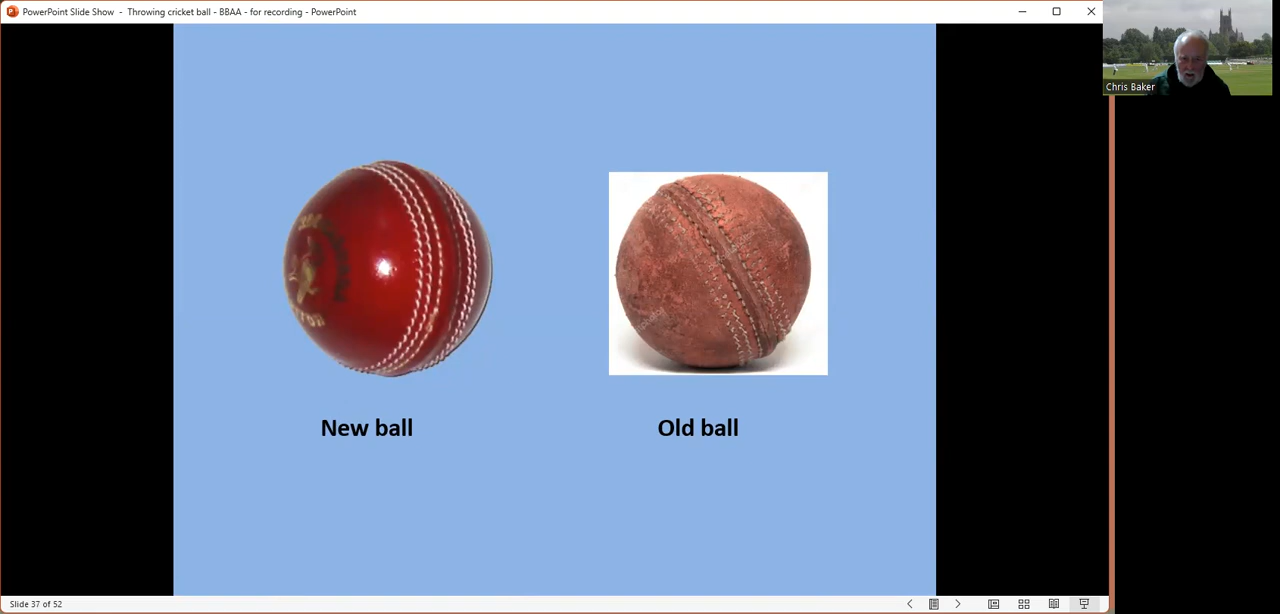 PowerPoint Slide Show - Throwing cricket ball - BBAA - for recording - PowerPoint
Chris Baker
New ball
Old ball
Slide 37 of 52